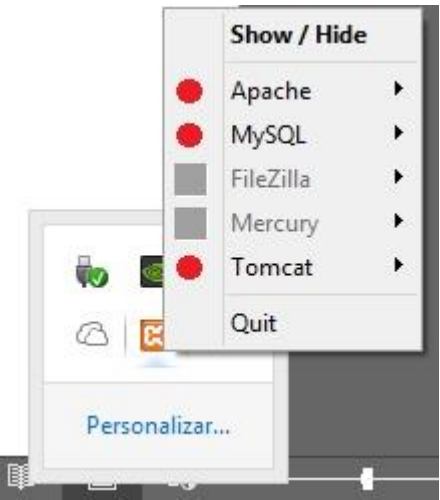 Show / Hide
Apache
MySQL
FileZilla
Mercury
Tomcat
Quit
Personalizar...